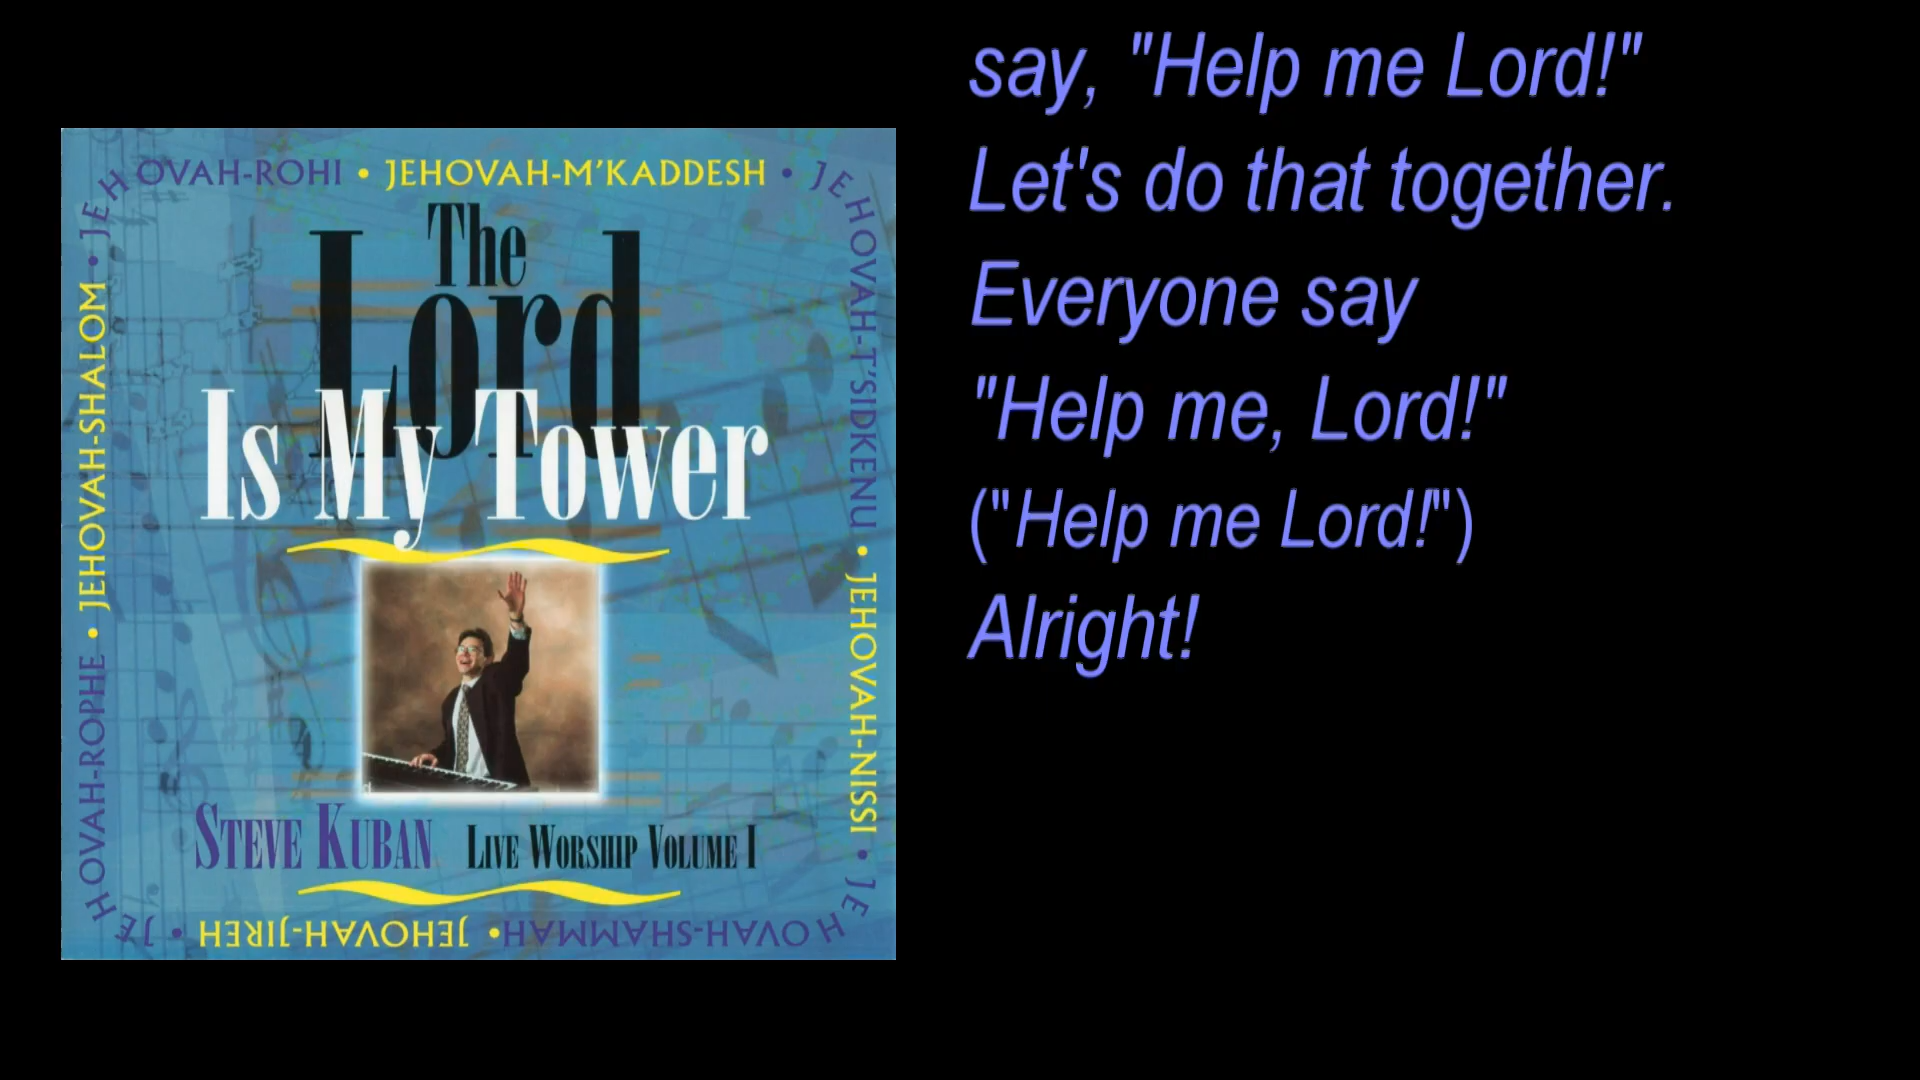 OVAH-ROHI • JEHOVAH-M'KADDESH •
JEHOVAH-T'SIDKENU •
JEHOVAH-NISSI •
JEHOVAH-SHAMMAH •
JEHOVAH-JIREH •
JEHOVAH-ROPHE •
JEHOVAH-SHALOM • JEH
The
Lord
Is My Tower
STEVE KUBAN LIVE WORSHIP VOLUME I
say, "Help me Lord!"
Let's do that together.
Everyone say
"Help me, Lord!"
("Help me Lord!")
Alright!